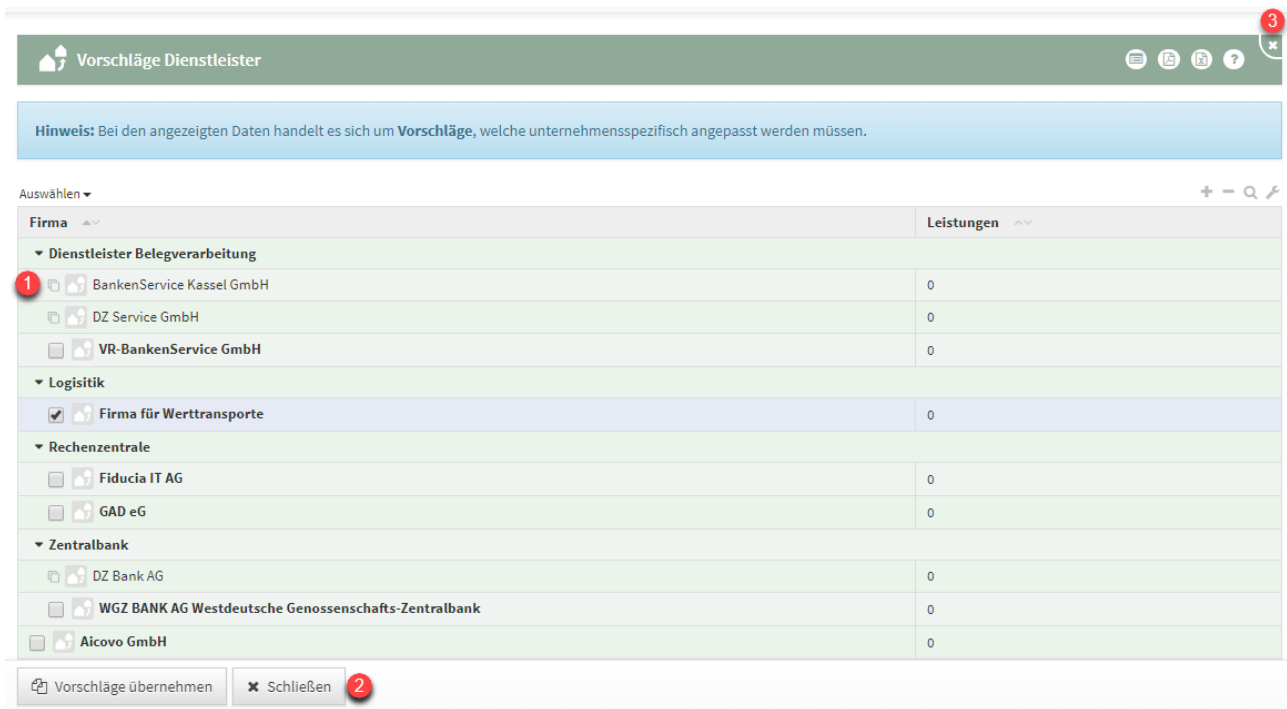 3
Vorschläge Dienstleister
Hinweis: Bei den angezeigten Daten handelt es sich um Vorschläge, welche unternehmensspezifisch angepasst werden müssen.
Auswählen
Firma Leistungen
Dienstleister Belegverarbeitung
1 BankenService Kassel GmbH 0
DZ Service GmbH 0
VR-BankenService GmbH 0
Logisitik
Firma für Werttransporte 0
Rechenzentrale
Fiducia IT AG 0
GAD eG 0
Zentralbank
DZ Bank AG 0
WGZ BANK AG Westdeutsche Genossenschafts-Zentralbank 0
Aicovo GmbH 0
Vorschläge übernehmen Schließen 2